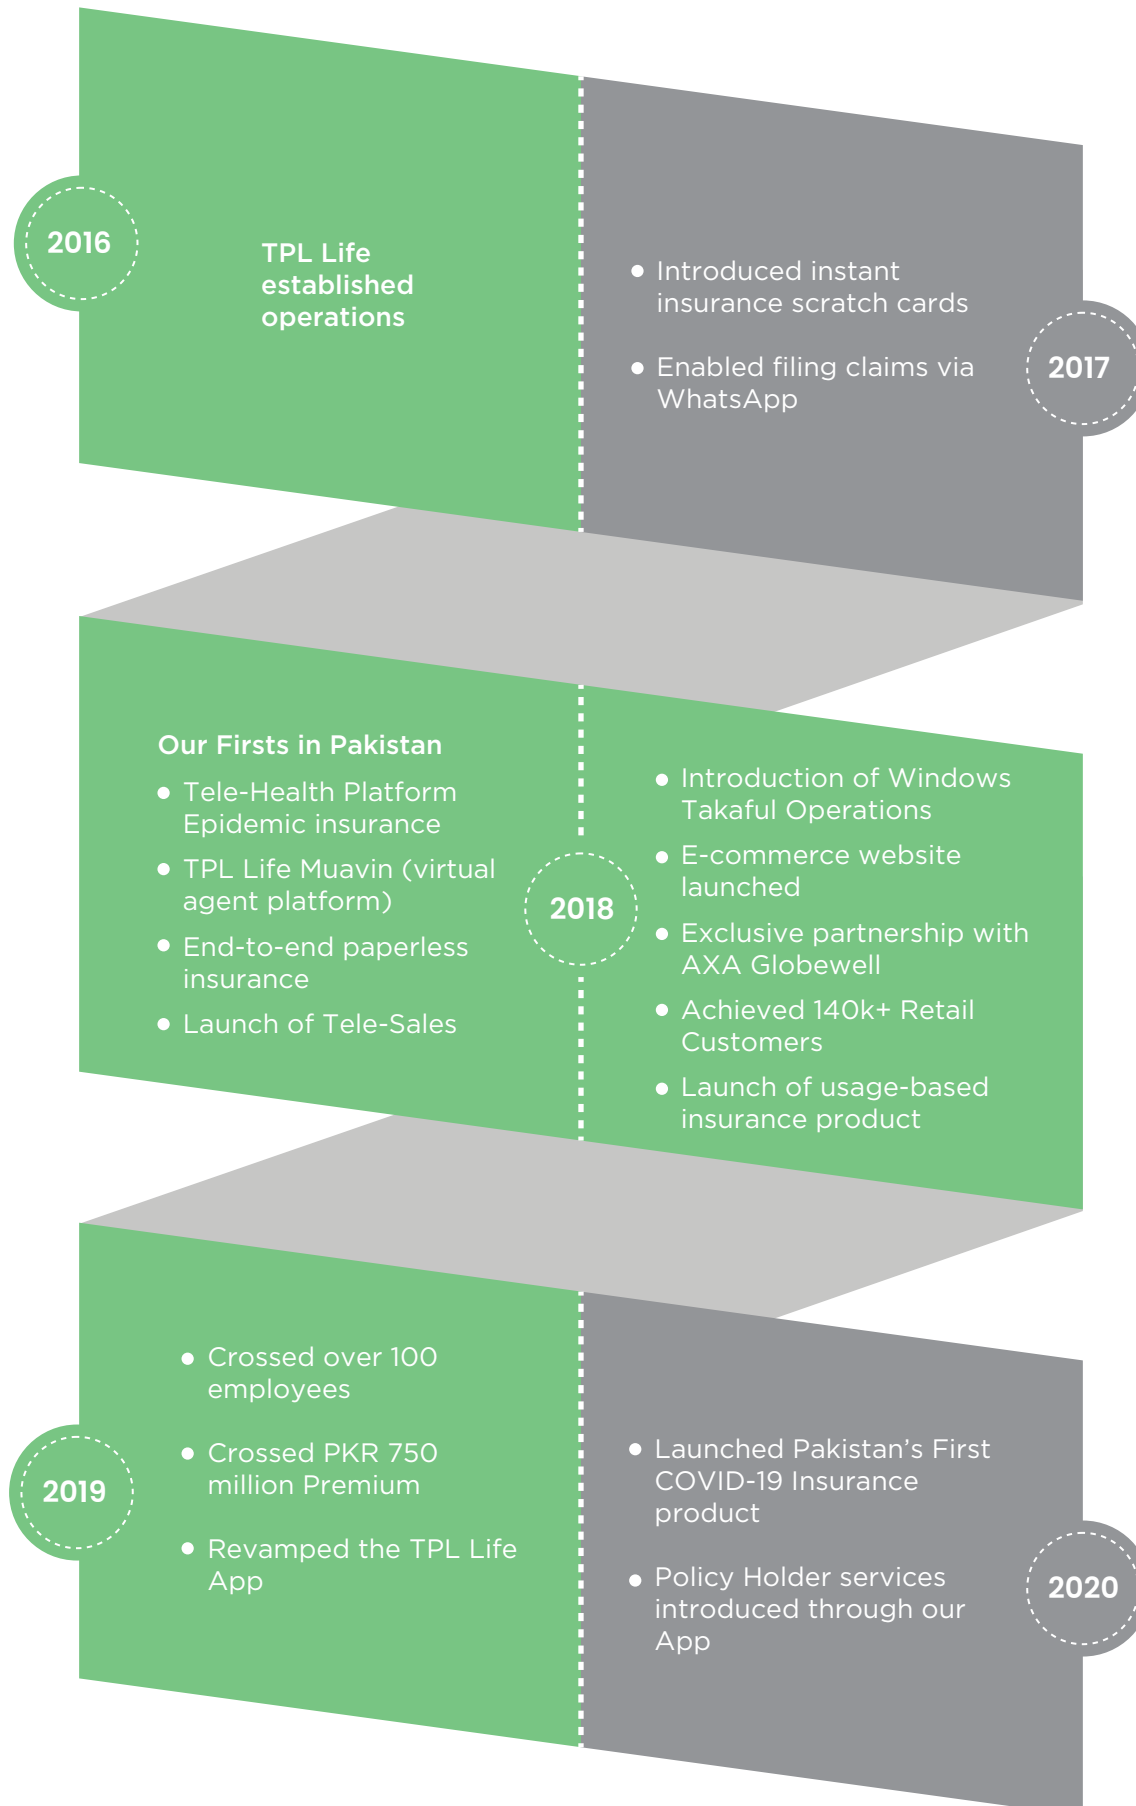 2016
TPL Life
established
operations
• Introduced instant
insurance scratch cards
• Enabled filing claims via
WhatsApp
2017
Our Firsts in Pakistan
• Tele-Health Platform
Epidemic insurance
• TPL Life Muavin (virtual
agent platform)
• End-to-end paperless
insurance
• Launch of Tele-Sales
2018
• Introduction of Windows
Takaful Operations
• E-commerce website
launched
• Exclusive partnership with
AXA Globewell
• Achieved 140k+ Retail
Customers
• Launch of usage-based
insurance product
2019
• Crossed over 100
employees
• Crossed PKR 750
million Premium
• Revamped the TPL Life
App
• Launched Pakistan’s First
COVID-19 Insurance
product
• Policy Holder services
introduced through our
App
2020